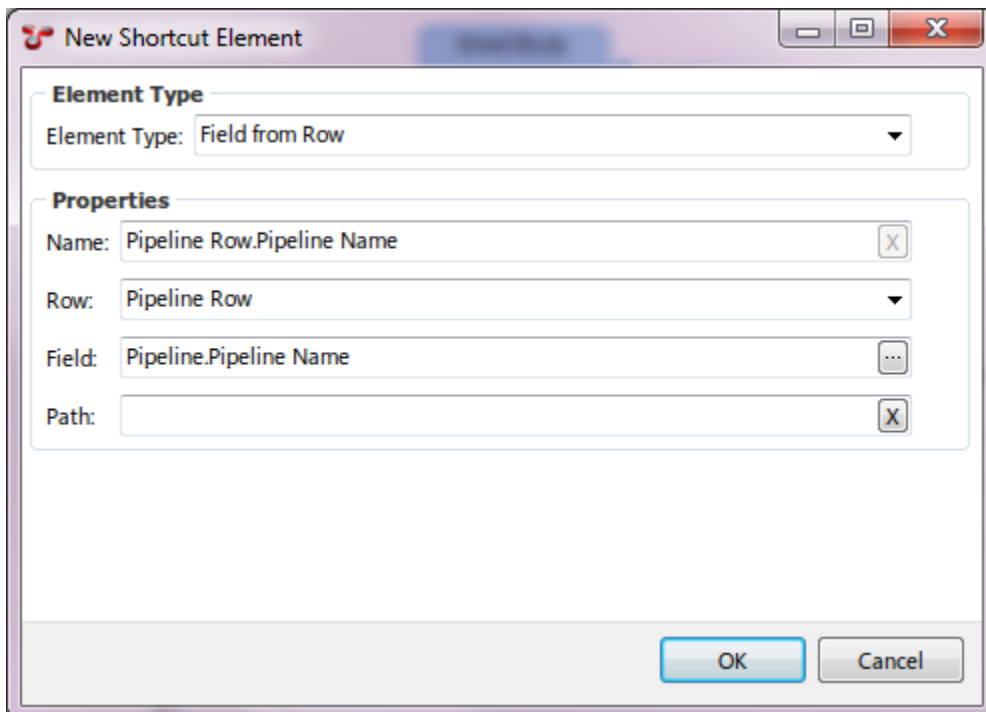 New Shortcut Element
Element Type
Element Type: Field from Row
Properties
Name: Pipeline Row.Pipeline Name X
Row: Pipeline Row
Field: Pipeline.Pipeline Name ...
Path: X
OK Cancel